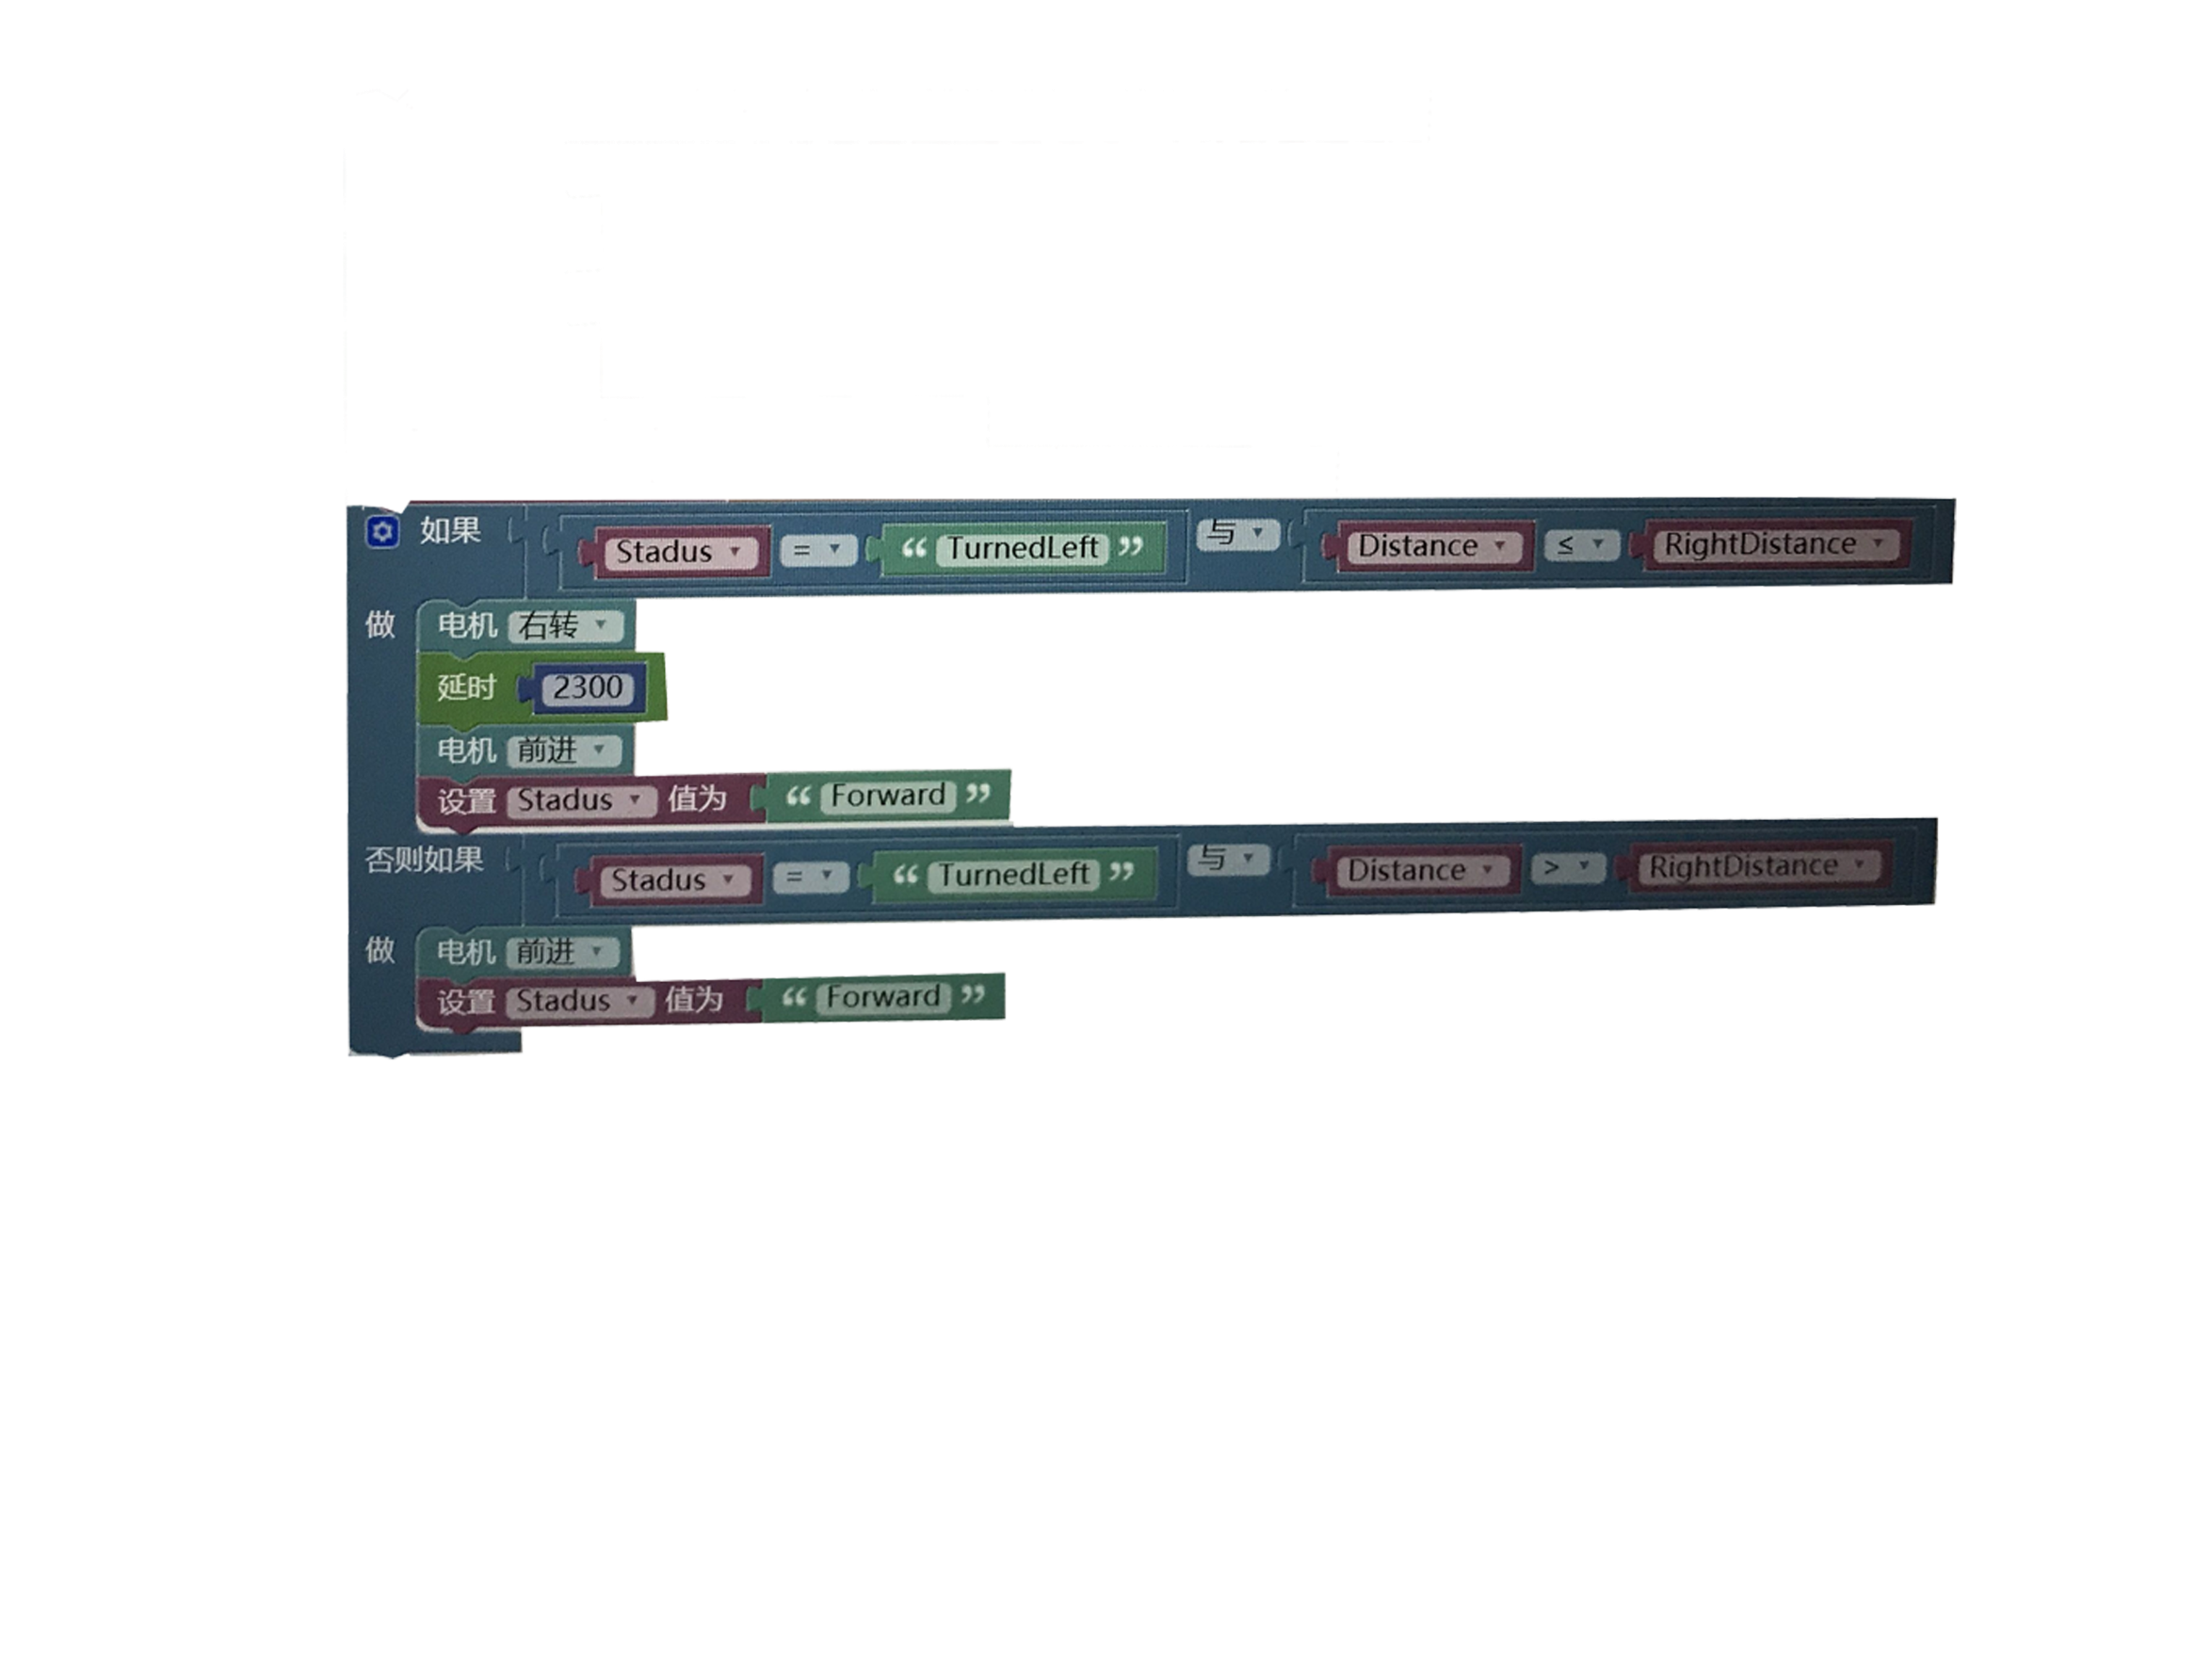 如果 Stadus = “ TurnedLeft ” 与 Distance ≤ RightDistance
做 电机 右转
延时 2300
电机 前进
设置 Stadus 值为 “ Forward ”
否则如果 Stadus = “ TurnedLeft ” 与 Distance > RightDistance
做 电机 前进
设置 Stadus 值为 “ Forward ”